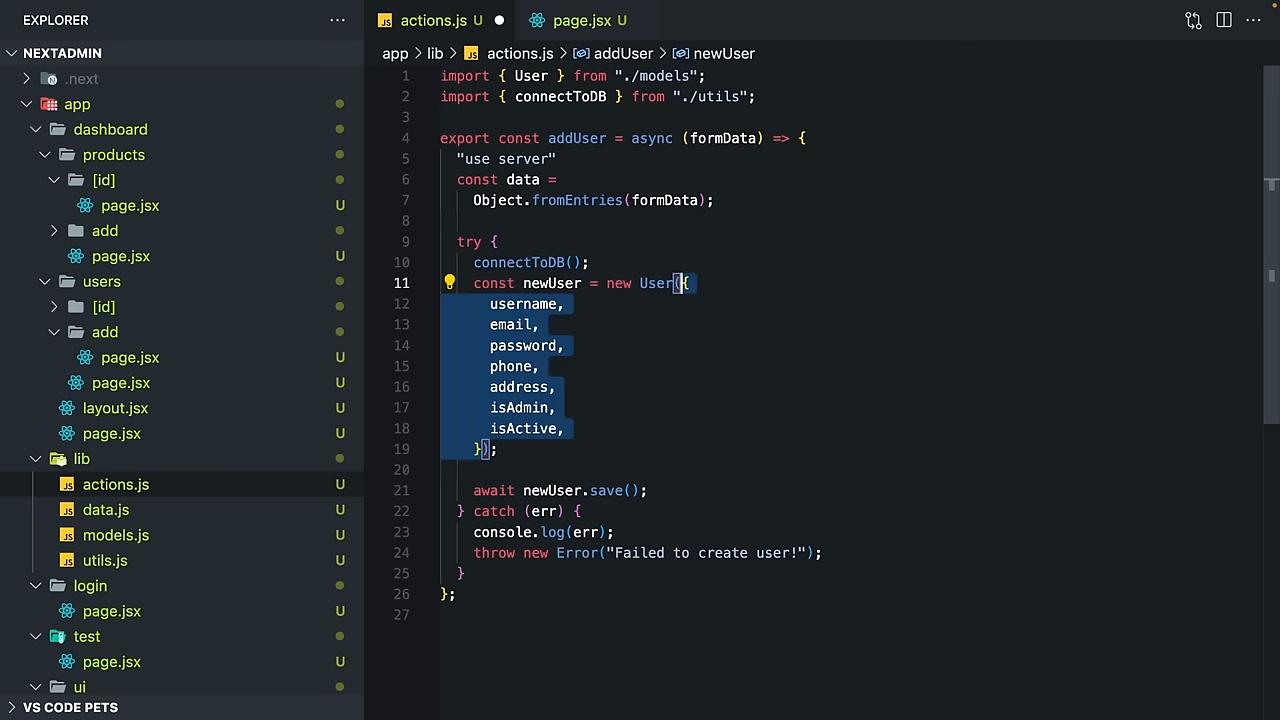 EXPLORER
NEXTADMIN
.next
app
dashboard
products
[id]
page.jsx U
add
page.jsx U
users
[id]
add
page.jsx U
page.jsx U
layout.jsx U
page.jsx U
lib
JS actions.js U
JS data.js U
JS models.js U
JS utils.js U
login
page.jsx U
test
page.jsx U
ui
VS CODE PETS
JS actions.js U
page.jsx U
app > lib > JS actions.js > addUser > newUser
1 import { User } from "./models";
2 import { connectToDB } from "./utils";
3
4 export const addUser = async (formData) => {
5 "use server"
6 const data =
7 Object.fromEntries(formData);
8
9 try {
10 connectToDB();
11 const newUser = new User({
12 username,
13 email,
14 password,
15 phone,
16 address,
17 isAdmin,
18 isActive,
19 });
20
21 await newUser.save();
22 } catch (err) {
23 console.log(err);
24 throw new Error("Failed to create user!");
25 }
26 };
27